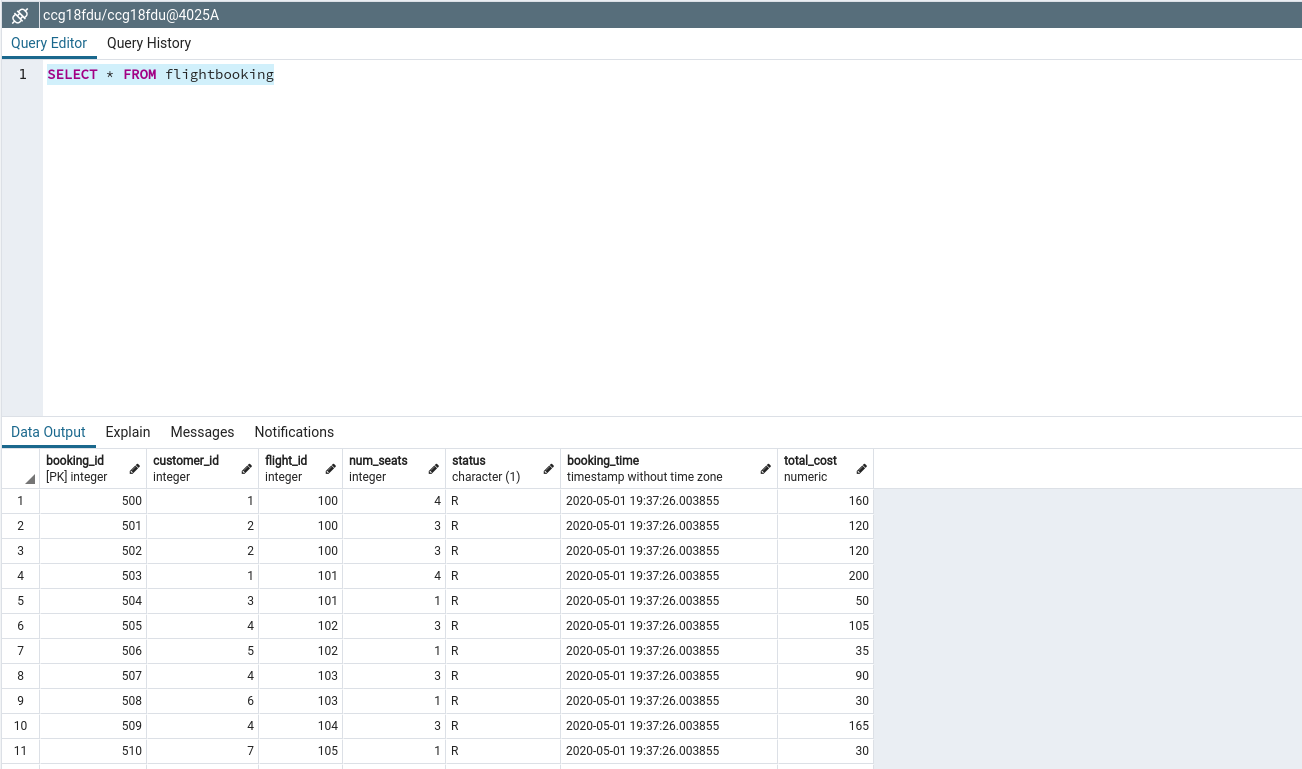 ccg18fdu/ccg18fdu@4025A
Query Editor Query History
1 SELECT * FROM flightbooking
Data Output Explain Messages Notifications
booking_id customer_id flight_id num_seats status booking_time total_cost
[PK] integer integer integer integer character (1) timestamp without time zone numeric
1 500 1 100 4 R 2020-05-01 19:37:26.003855 160
2 501 2 100 3 R 2020-05-01 19:37:26.003855 120
3 502 2 100 3 R 2020-05-01 19:37:26.003855 120
4 503 1 101 4 R 2020-05-01 19:37:26.003855 200
5 504 3 101 1 R 2020-05-01 19:37:26.003855 50
6 505 4 102 3 R 2020-05-01 19:37:26.003855 105
7 506 5 102 1 R 2020-05-01 19:37:26.003855 35
8 507 4 103 3 R 2020-05-01 19:37:26.003855 90
9 508 6 103 1 R 2020-05-01 19:37:26.003855 30
10 509 4 104 3 R 2020-05-01 19:37:26.003855 165
11 510 7 105 1 R 2020-05-01 19:37:26.003855 30